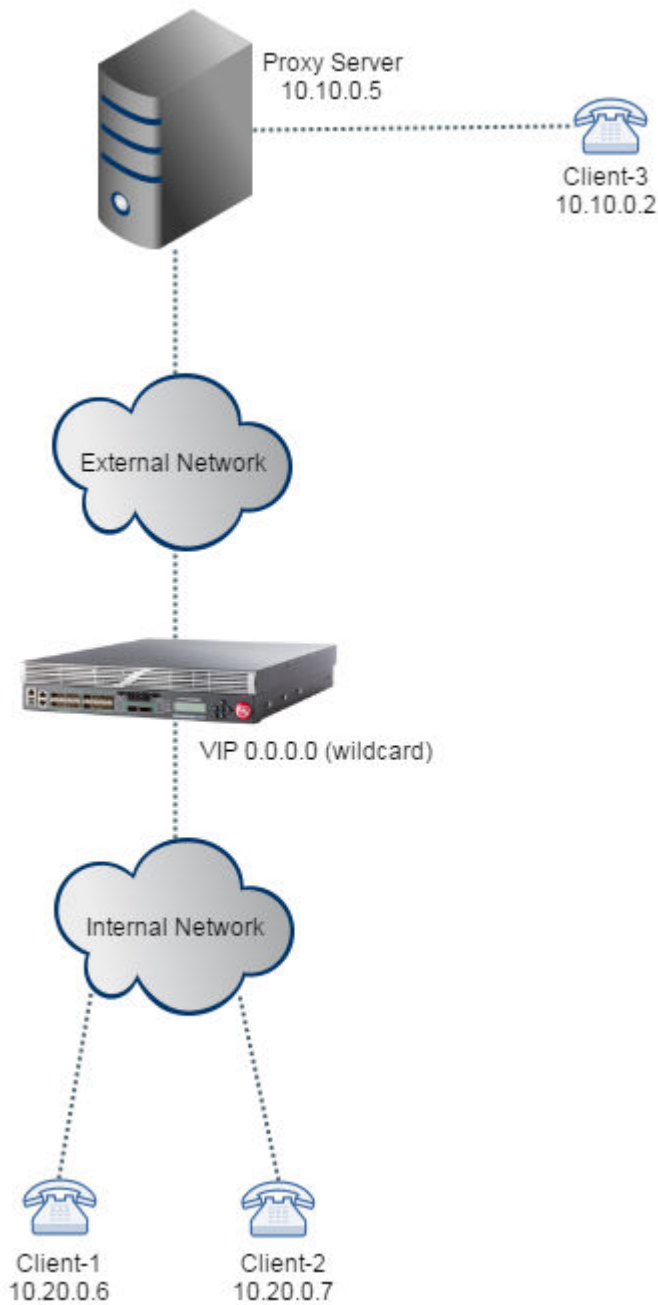 Proxy Server
10.10.0.5
Client-3
10.10.0.2
External Network
VIP 0.0.0.0 (wildcard)
Internal Network
Client-1
10.20.0.6
Client-2
10.20.0.7